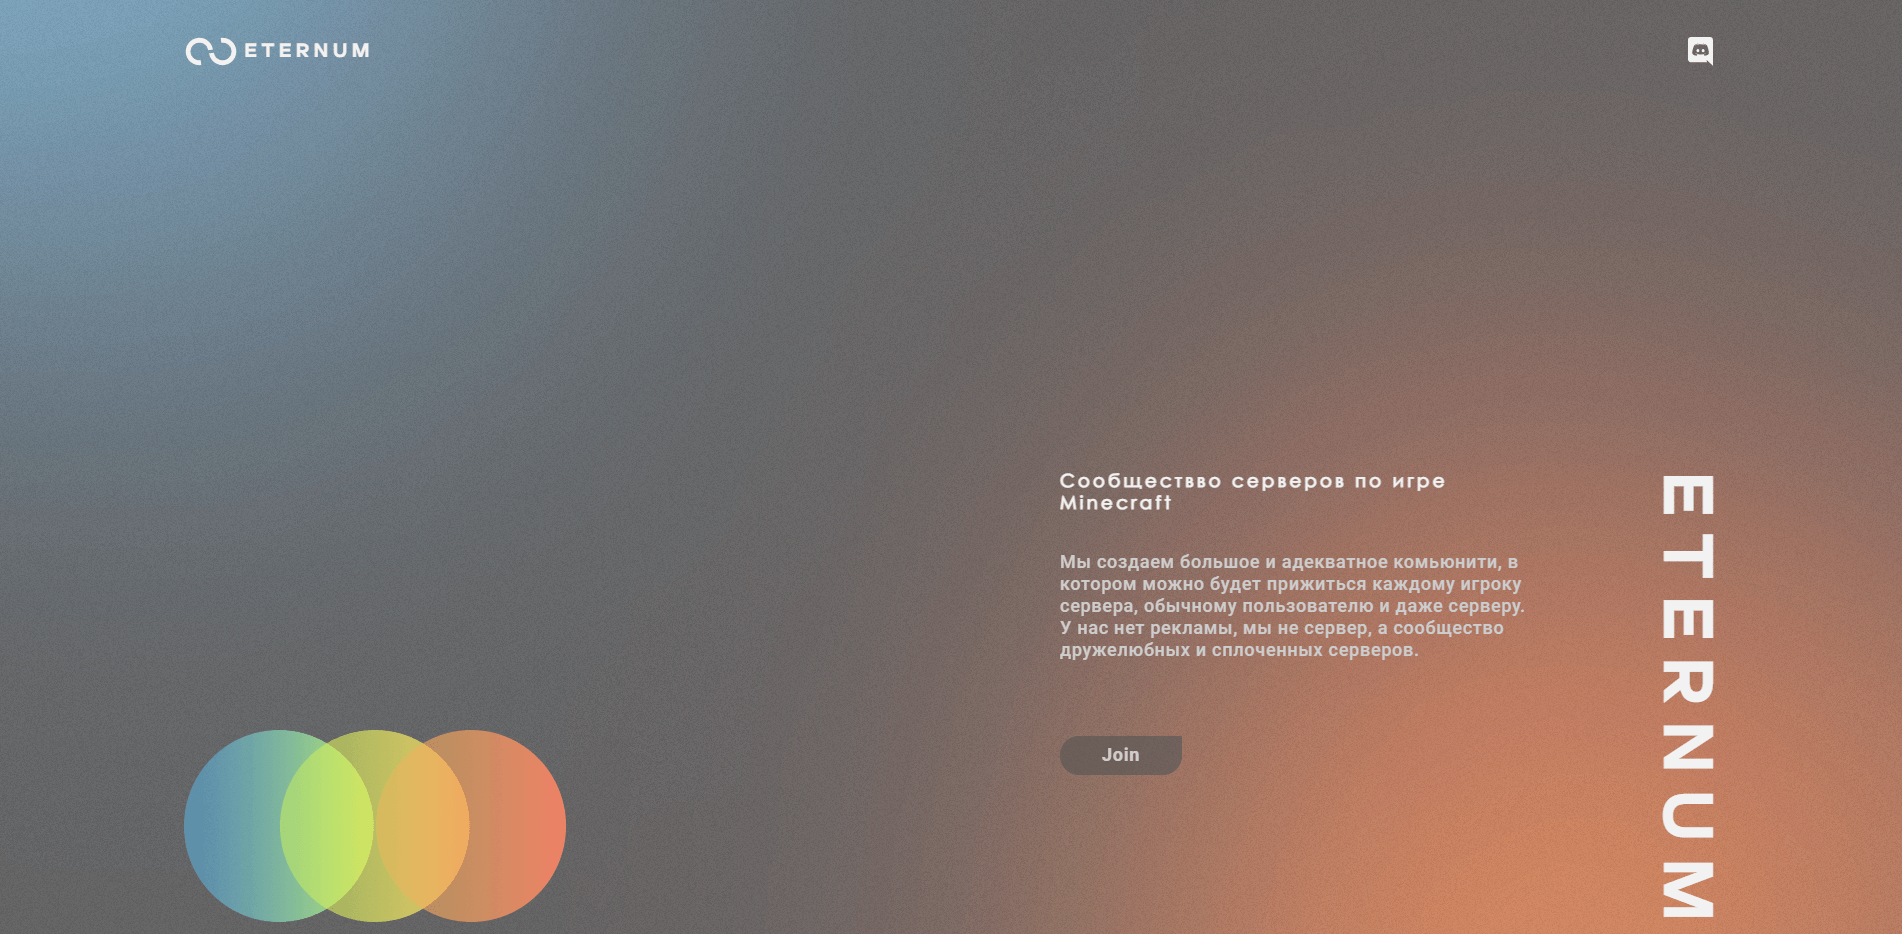 ETERNUM
Сообществво серверов по игре
Minecraft
Мы создаем большое и адекватное комьюнити, в
котором можно будет прижиться каждому игроку
сервера, обычному пользователю и даже серверу.
У нас нет рекламы, мы не сервер, а сообщество
дружелюбных и сплоченных серверов.
Join
ETERNUM